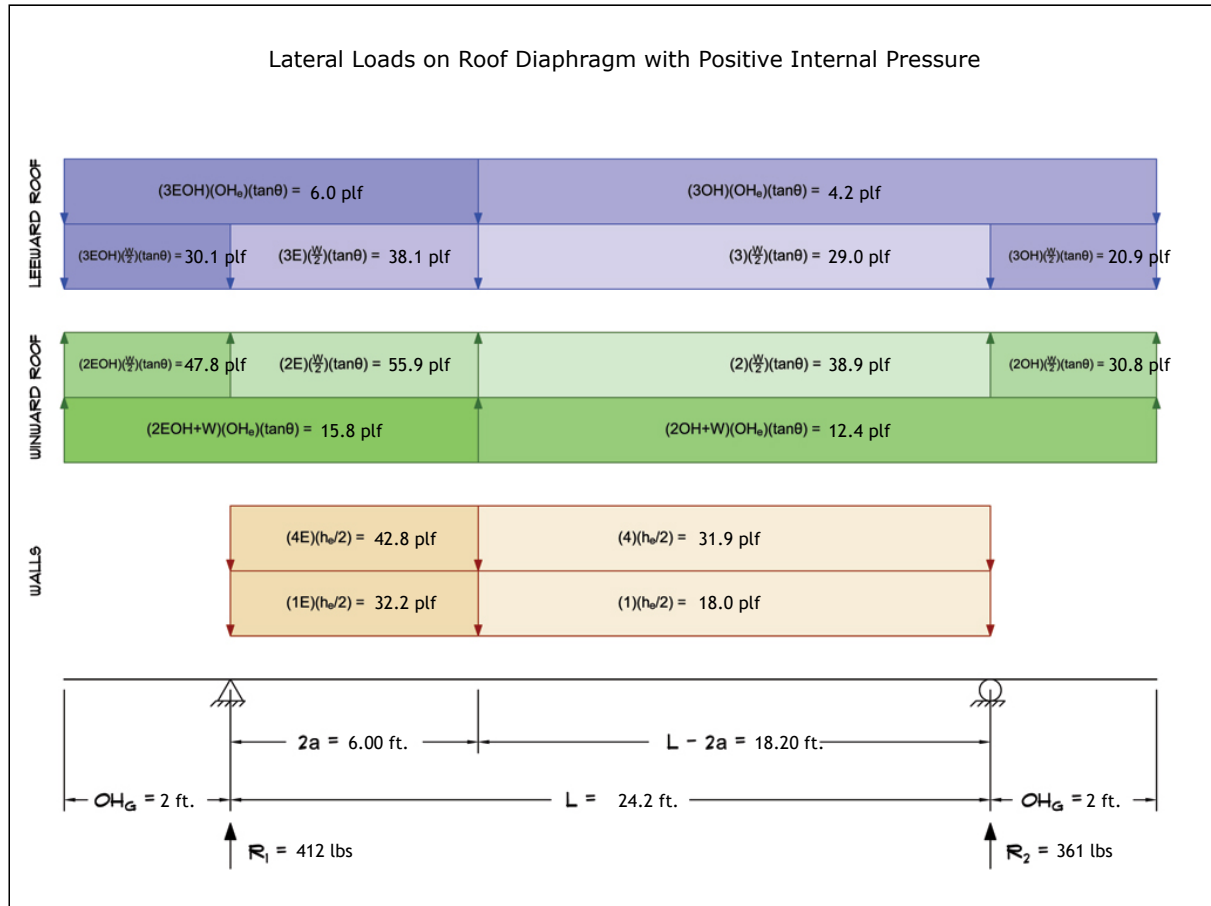 Lateral Loads on Roof Diaphragm with Positive Internal Pressure
LEEWARD ROOF
(3EOH)(OHₑ)(tanθ) = 6.0 plf
(3OH)(OHₑ)(tanθ) = 4.2 plf
(3EOH)(W/2)(tanθ) = 30.1 plf
(3E)(W/2)(tanθ) = 38.1 plf
(3)(W/2)(tanθ) = 29.0 plf
(3OH)(W/2)(tanθ) = 20.9 plf
WINWARD ROOF
(2EOH)(W/2)(tanθ) = 47.8 plf
(2E)(W/2)(tanθ) = 55.9 plf
(2)(W/2)(tanθ) = 38.9 plf
(2OH)(W/2)(tanθ) = 30.8 plf
(2EOH+W)(OHₑ)(tanθ) = 15.8 plf
(2OH+W)(OHₑ)(tanθ) = 12.4 plf
WALLS
(4E)(hₑ/2) = 42.8 plf
(4)(hₑ/2) = 31.9 plf
(1E)(hₑ/2) = 32.2 plf
(1)(hₑ/2) = 18.0 plf
2a = 6.00 ft.
L - 2a = 18.20 ft.
OH_G = 2 ft.
L = 24.2 ft.
OH_G = 2 ft.
R₁ = 412 lbs
R₂ = 361 lbs